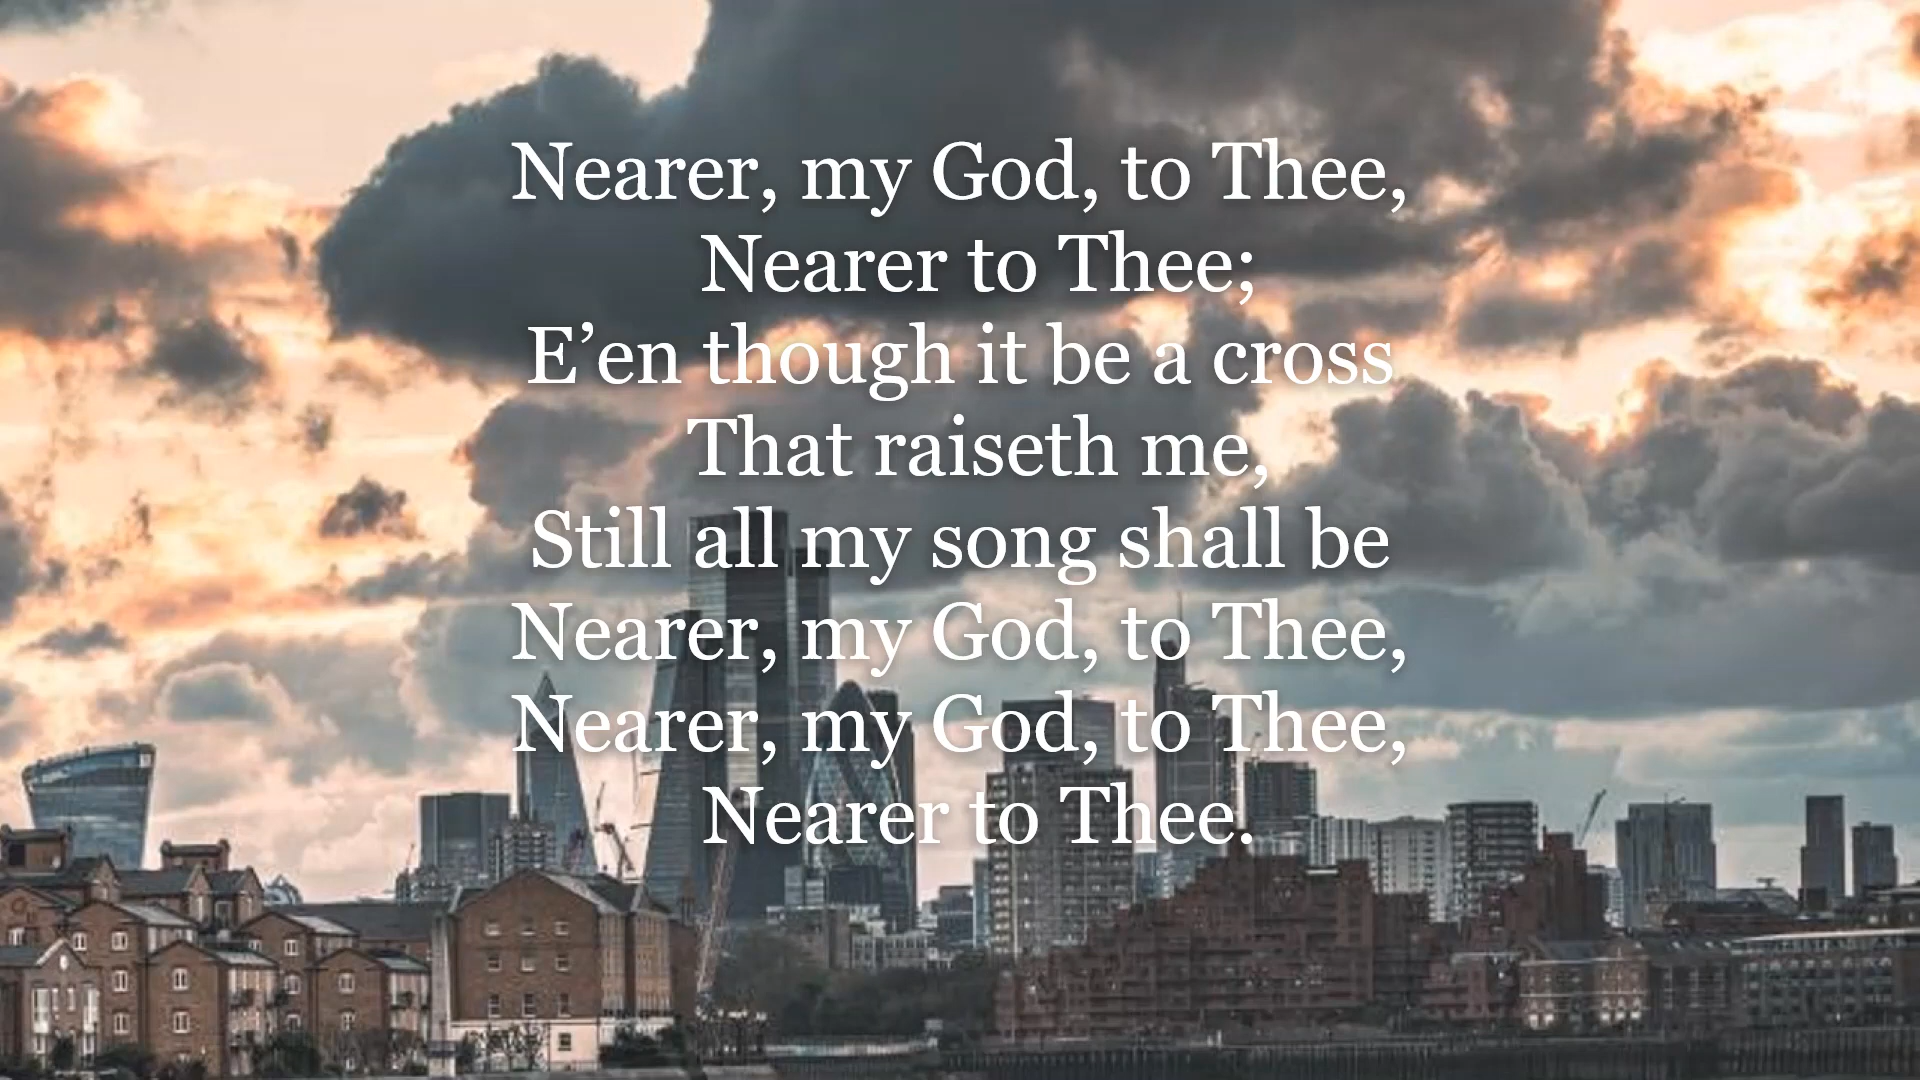 Nearer, my God, to Thee,
Nearer to Thee;
E’en though it be a cross
That raiseth me,
Still all my song shall be
Nearer, my God, to Thee,
Nearer, my God, to Thee,
Nearer to Thee.